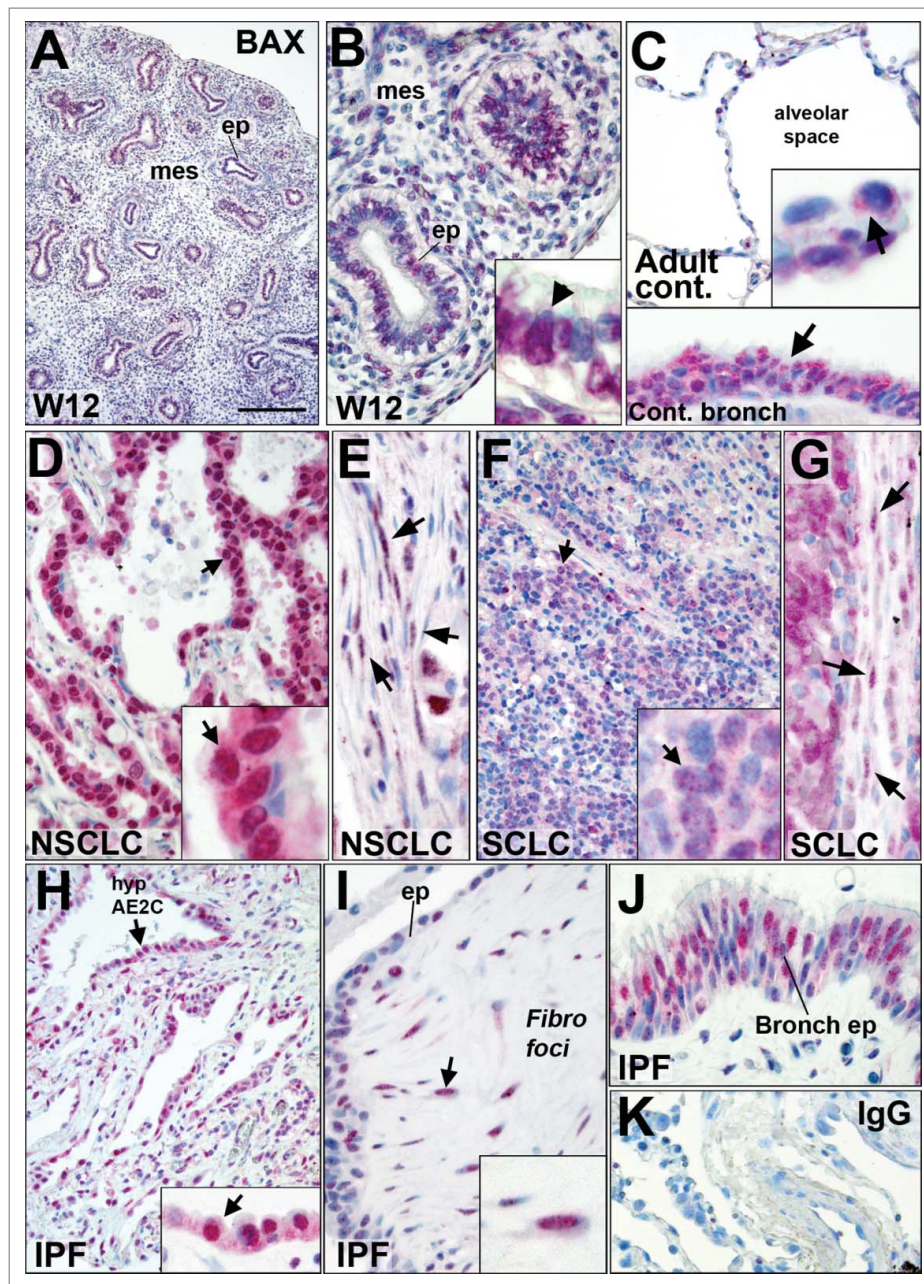 A
BAX
ep
mes
W12
B
mes
ep
W12
C
alveolar
space
Adult
cont.
Cont. bronch
D
NSCLC
E
NSCLC
F
SCLC
G
SCLC
H
hyp
AE2C
IPF
I
ep
Fibro
foci
IPF
J
Bronch ep
IPF
K
IgG